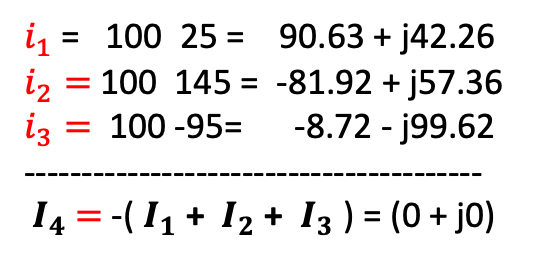 i₁ = 100 25 = 90.63 + j42.26
i₂ = 100 145 = -81.92 + j57.36
i₃ = 100 -95= -8.72 - j99.62
-----------------------------------------
I₄ = -( I₁ + I₂ + I₃ ) = (0 + j0)